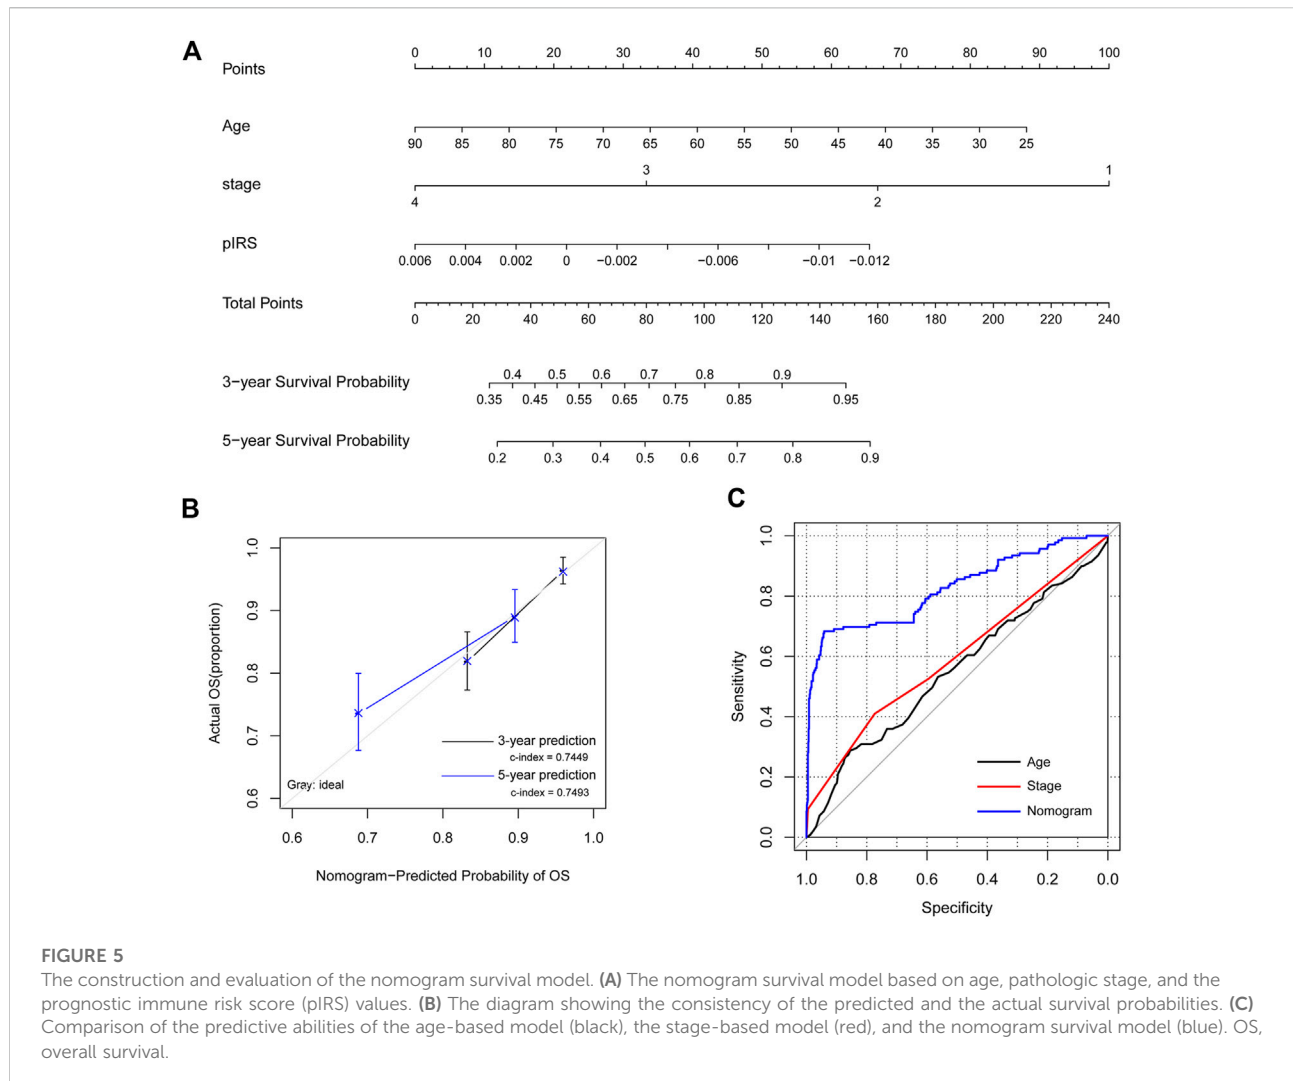 A
0 10 20 30 40 50 60 70 80 90 100
Points
Age
90 85 80 75 70 65 60 55 50 45 40 35 30 25
3 1
stage
4 2
pIRS
0.006 0.004 0.002 0 −0.002 −0.006 −0.01 −0.012
Total Points
0 20 40 60 80 100 120 140 160 180 200 220 240
0.4 0.5 0.6 0.7 0.8 0.9
3−year Survival Probability
0.35 0.45 0.55 0.65 0.75 0.85 0.95
5−year Survival Probability
0.2 0.3 0.4 0.5 0.6 0.7 0.8 0.9
B
Actual OS(proportion)
1.0
0.9
0.8
0.7
0.6
3-year prediction
c-index = 0.7449
5-year prediction
c-index = 0.7493
Gray: ideal
0.6 0.7 0.8 0.9 1.0
Nomogram−Predicted Probability of OS
C
Sensitivity
1.0
0.8
0.6
0.4
0.2
0.0
Age
Stage
Nomogram
1.0 0.8 0.6 0.4 0.2 0.0
Specificity
FIGURE 5
The construction and evaluation of the nomogram survival model. (A) The nomogram survival model based on age, pathologic stage, and the
prognostic immune risk score (pIRS) values. (B) The diagram showing the consistency of the predicted and the actual survival probabilities. (C)
Comparison of the predictive abilities of the age-based model (black), the stage-based model (red), and the nomogram survival model (blue). OS,
overall survival.